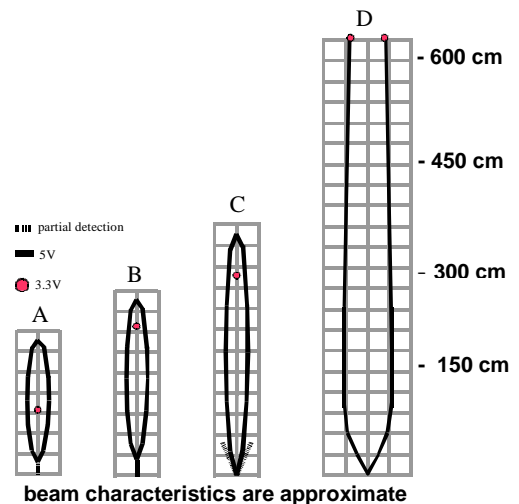 D
- 600 cm
- 450 cm
C
partial detection
5V
B
- 300 cm
3.3V
A
- 150 cm
beam characteristics are approximate